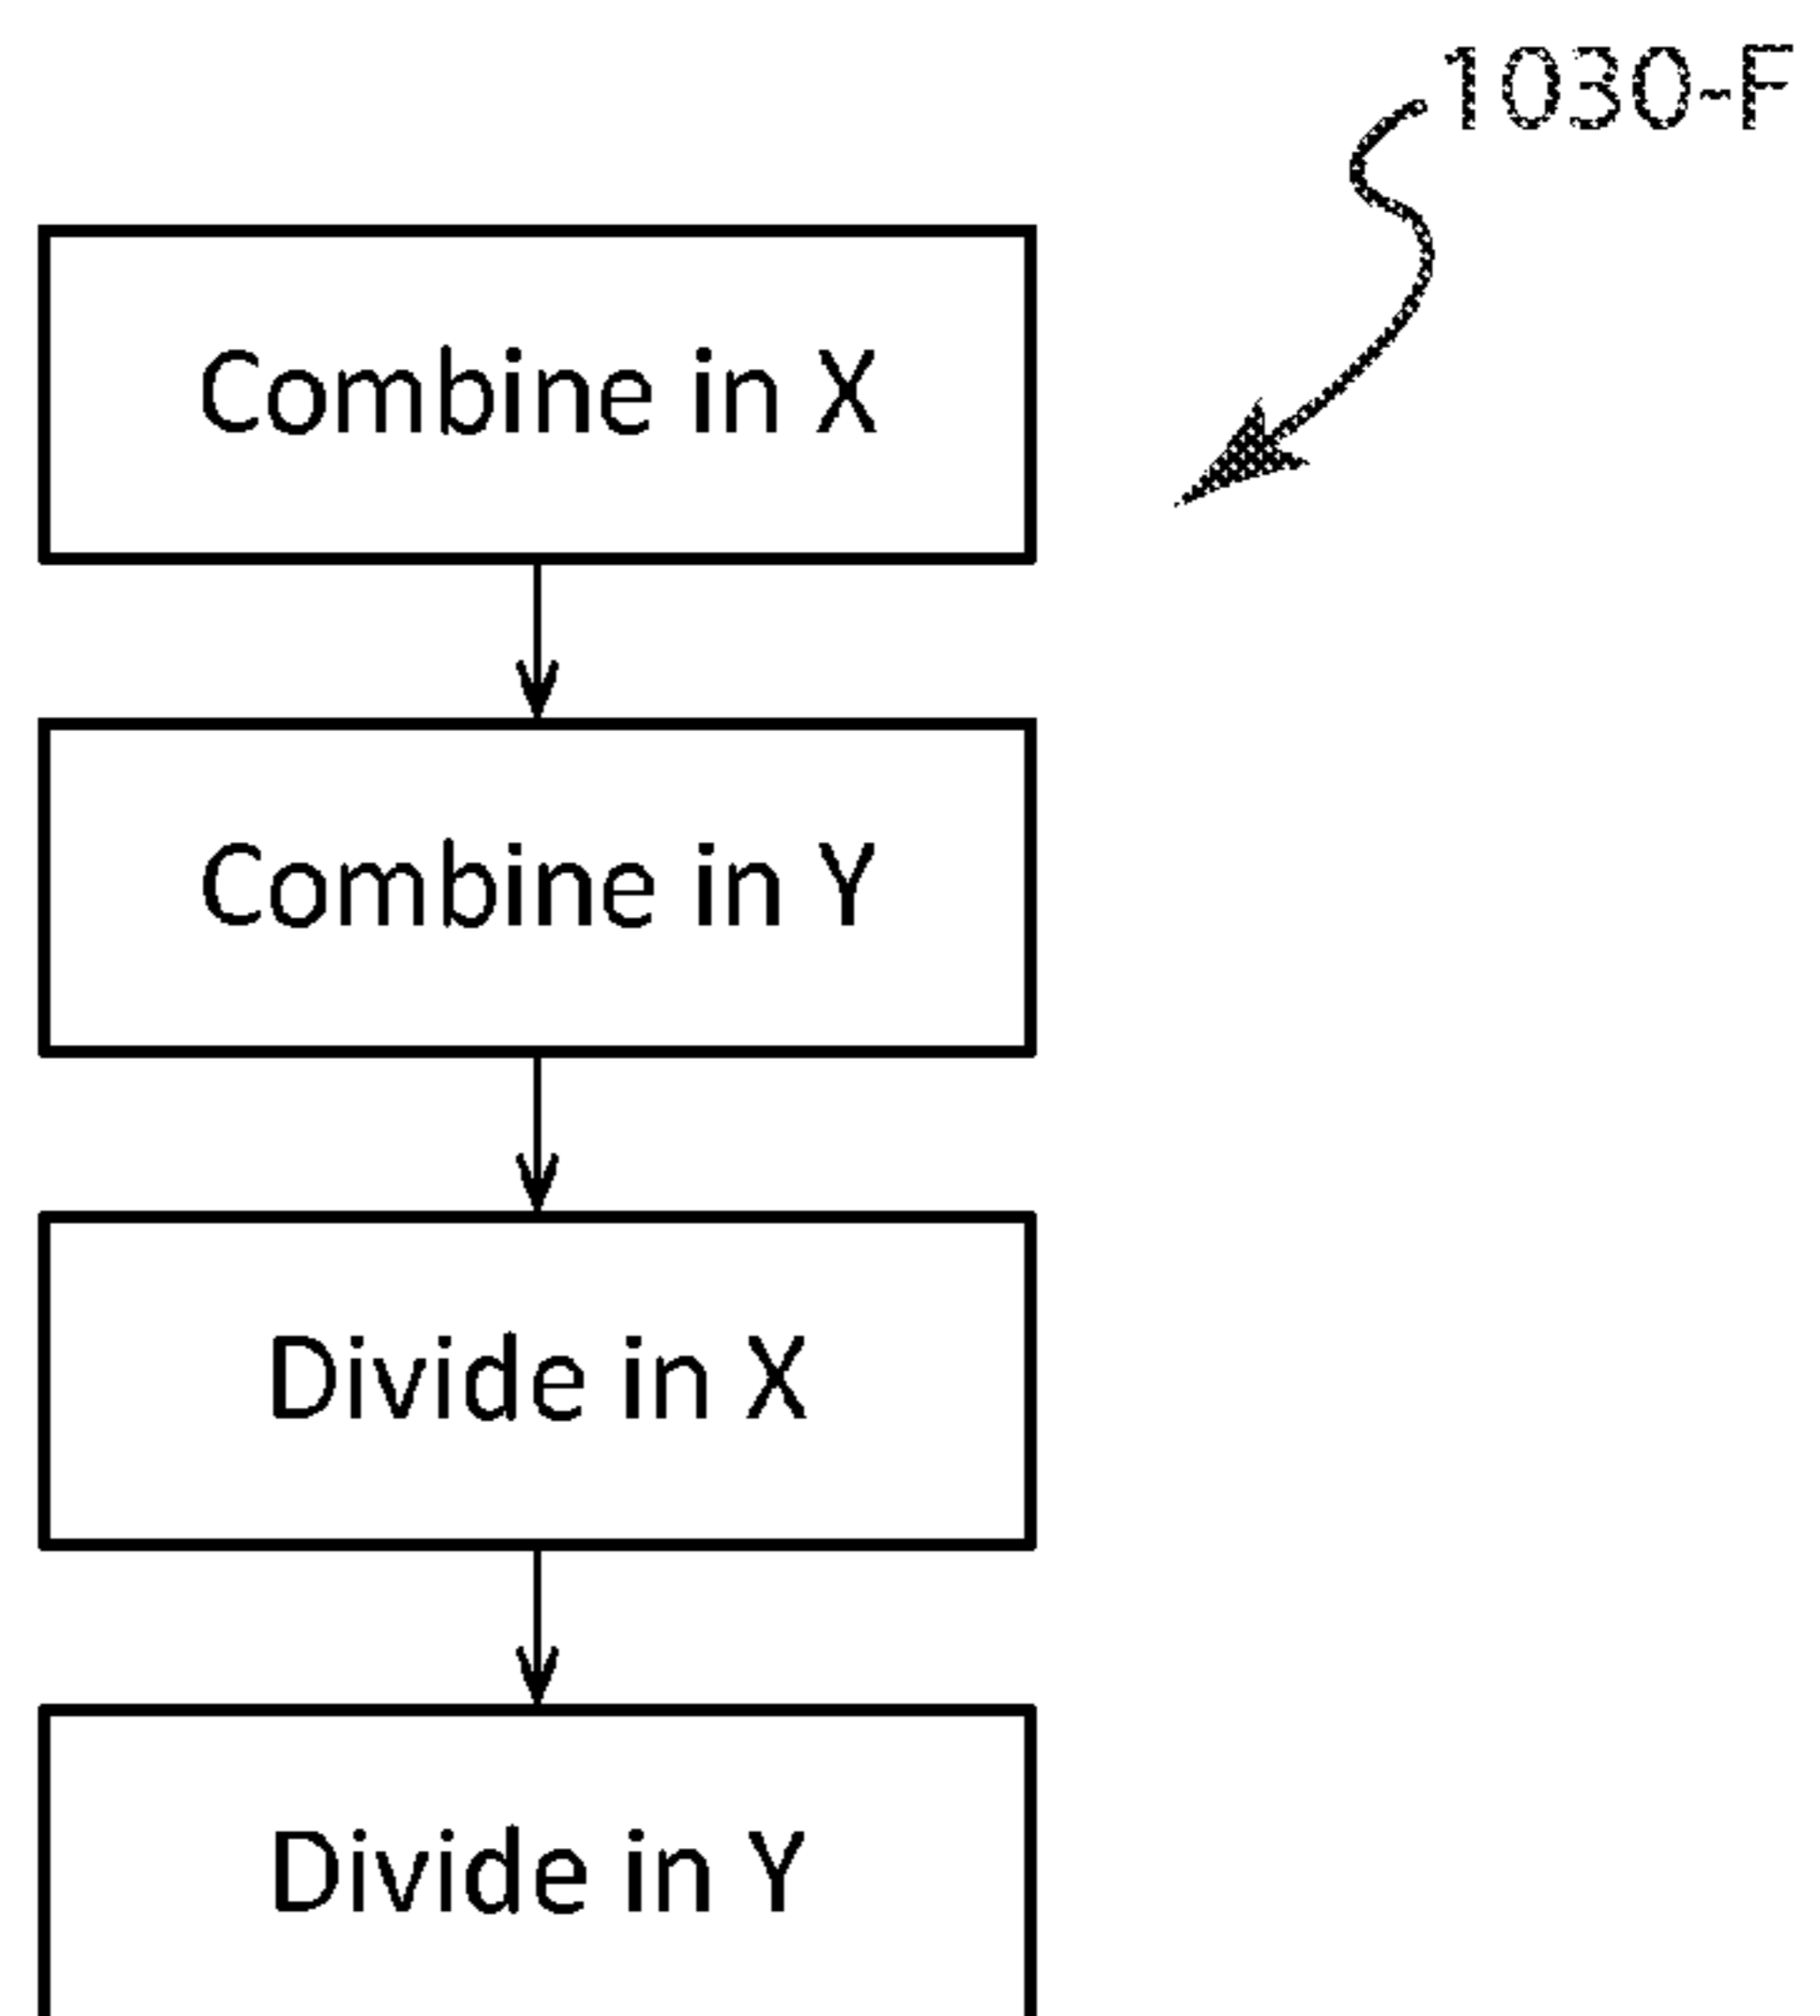 1030-F
Combine in X
Combine in Y
Divide in X
Divide in Y